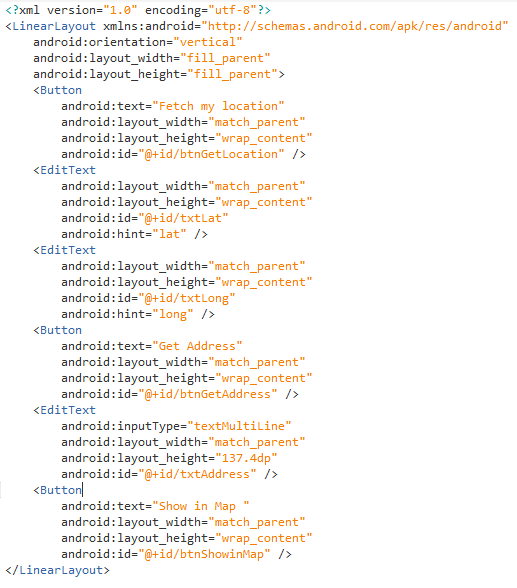 <?xml version="1.0" encoding="utf-8"?>
<LinearLayout xmlns:android="http://schemas.android.com/apk/res/android"
    android:orientation="vertical"
    android:layout_width="fill_parent"
    android:layout_height="fill_parent">
    <Button
        android:text="Fetch my location"
        android:layout_width="match_parent"
        android:layout_height="wrap_content"
        android:id="@+id/btnGetLocation" />
    <EditText
        android:layout_width="match_parent"
        android:layout_height="wrap_content"
        android:id="@+id/txtLat"
        android:hint="lat" />
    <EditText
        android:layout_width="match_parent"
        android:layout_height="wrap_content"
        android:id="@+id/txtLong"
        android:hint="long" />
    <Button
        android:text="Get Address"
        android:layout_width="match_parent"
        android:layout_height="wrap_content"
        android:id="@+id/btnGetAddress" />
    <EditText
        android:inputType="textMultiLine"
        android:layout_width="match_parent"
        android:layout_height="137.4dp"
        android:id="@+id/txtAddress" />
    <Button
        android:text="Show in Map "
        android:layout_width="match_parent"
        android:layout_height="wrap_content"
        android:id="@+id/btnShowinMap" />
</LinearLayout>